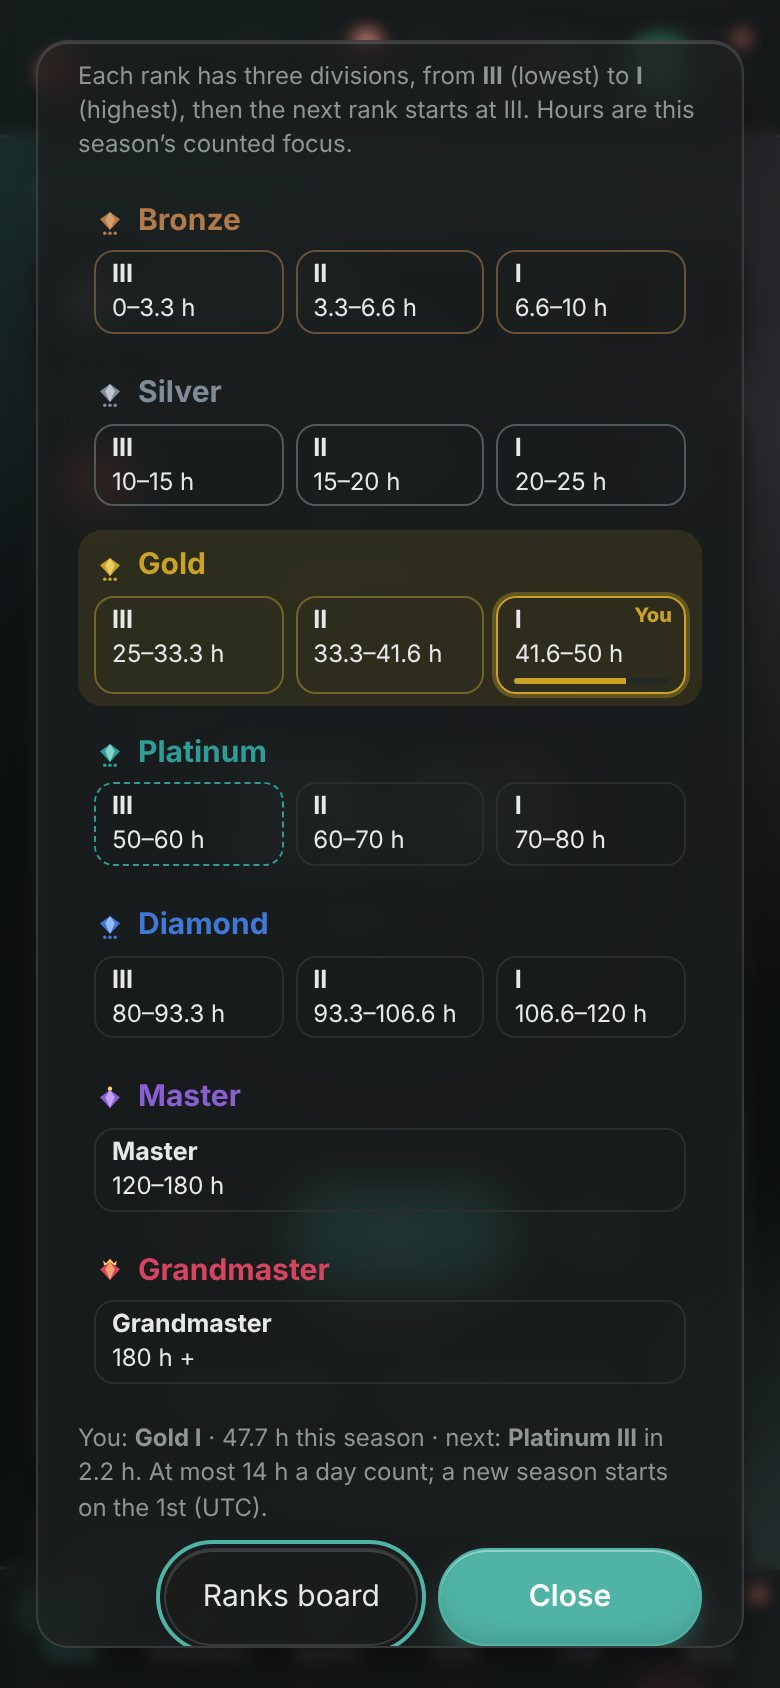 Each rank has three divisions, from III (lowest) to I
(highest), then the next rank starts at III. Hours are this
season’s counted focus.
Bronze
III
0–3.3 h
II
3.3–6.6 h
I
6.6–10 h
Silver
III
10–15 h
II
15–20 h
I
20–25 h
Gold
III
25–33.3 h
II
33.3–41.6 h
I
You
41.6–50 h
Platinum
III
50–60 h
II
60–70 h
I
70–80 h
Diamond
III
80–93.3 h
II
93.3–106.6 h
I
106.6–120 h
Master
Master
120–180 h
Grandmaster
Grandmaster
180 h +
You: Gold I · 47.7 h this season · next: Platinum III in
2.2 h. At most 14 h a day count; a new season starts
on the 1st (UTC).
Ranks board
Close